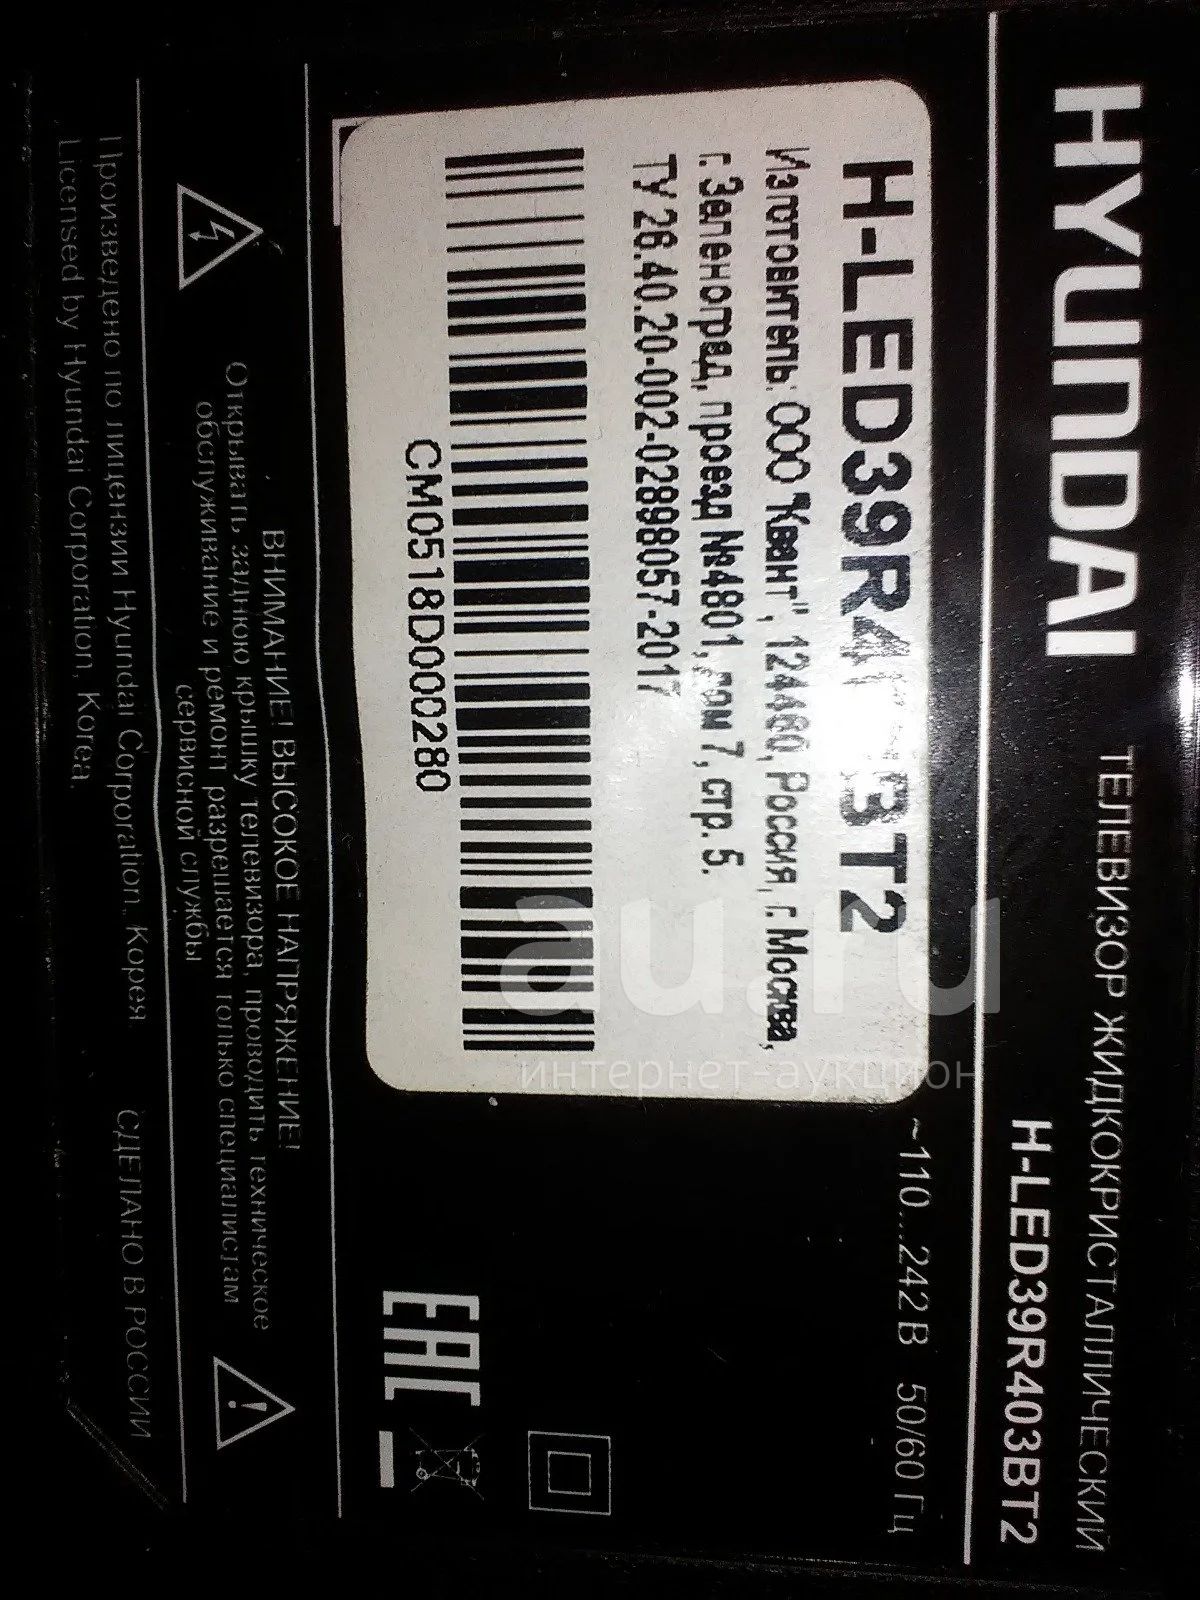 HYUNDAI
ТЕЛЕВИЗОР ЖИДКОКРИСТАЛЛИЧЕСКИЙ
H-LED39R403BT2
~110...242 В 50/60 Гц
H-LED39R4 BT2
Изготовитель: ООО "Квант", 124460, Россия, г. Москва,
г.Зеленоград, проезд №4801, дом 7, стр. 5.
ТУ 26.40.20-002-02898057-2017
CM0518D000280
EAC
ВНИМАНИЕ! ВЫСОКОЕ НАПРЯЖЕНИЕ!
Открывать заднюю крышку телевизора, проводить техническое
обслуживание и ремонт разрешается только специалистам
сервисной службы
Произведено по лицензии Hyundai Corporation, Корея.
Licensed by Hyundai Corporation, Korea.
СДЕЛАНО В РОССИИ
au.ru
интернет-аукцион